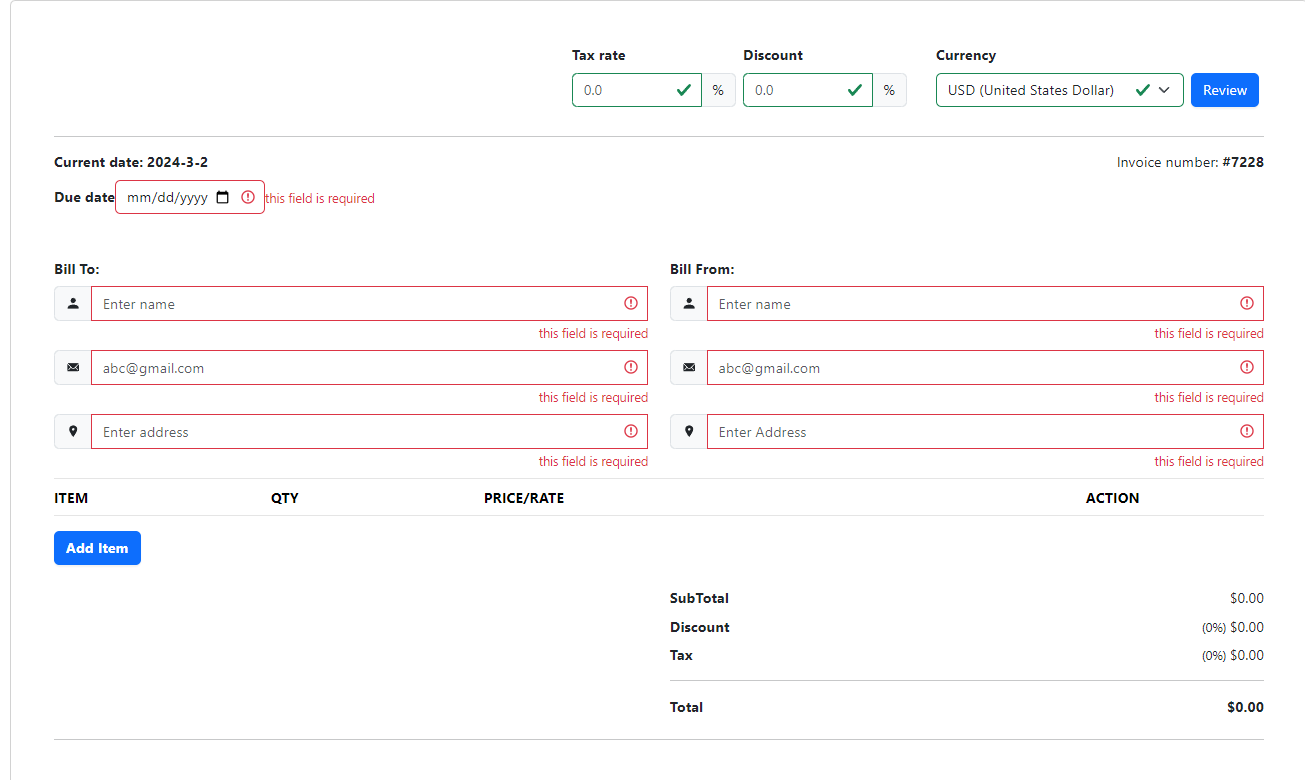 Tax rate Discount Currency
0.0 % 0.0 % USD (United States Dollar) Review
Current date: 2024-3-2 Invoice number: #7228
Due date mm/dd/yyyy this field is required
Bill To: Bill From:
Enter name Enter name
this field is required this field is required
abc@gmail.com abc@gmail.com
this field is required this field is required
Enter address Enter Address
this field is required this field is required
ITEM QTY PRICE/RATE ACTION
Add Item
SubTotal $0.00
Discount (0%) $0.00
Tax (0%) $0.00
Total $0.00